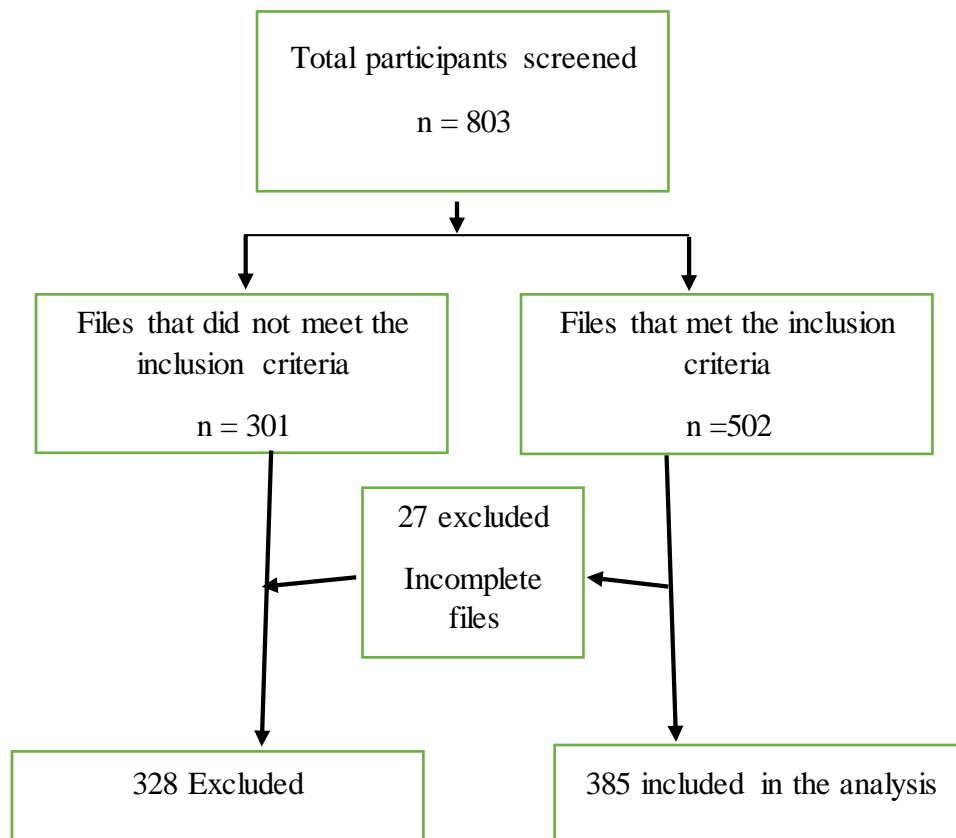 Total participants screened
n = 803
Files that did not meet the
inclusion criteria
n = 301
Files that met the inclusion
criteria
n =502
27 excluded
Incomplete
files
328 Excluded
385 included in the analysis